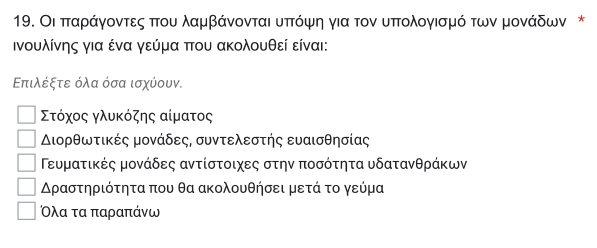 19. Οι παράγοντες που λαμβάνονται υπόψη για τον υπολογισμό των μονάδων *
ινουλίνης για ένα γεύμα που ακολουθεί είναι:
Επιλέξτε όλα όσα ισχύουν.
Στόχος γλυκόζης αίματος
Διορθωτικές μονάδες, συντελεστής ευαισθησίας
Γευματικές μονάδες αντίστοιχες στην ποσότητα υδατανθράκων
Δραστηριότητα που θα ακολουθήσει μετά το γεύμα
Όλα τα παραπάνω